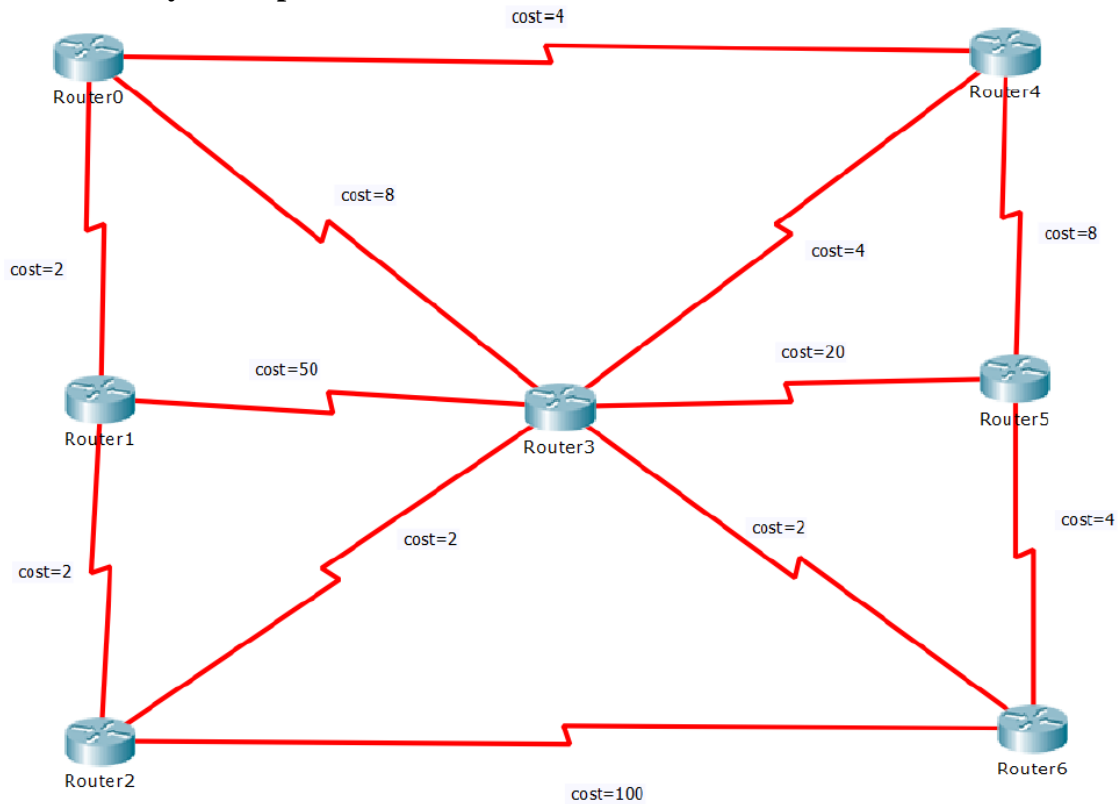 cost=4
Router0
Router4
cost=8
cost=4
cost=8
cost=2
cost=50
cost=20
Router1
Router3
Router5
cost=2
cost=2
cost=2
cost=4
Router2
Router6
cost=100